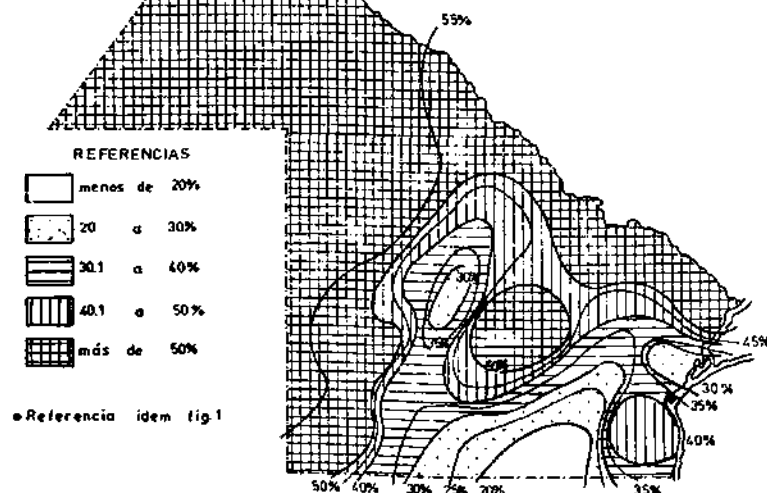 55%
REFERENCIAS
menos de 20%
20 a 30%
30.1 a 40%
40.1 a 50%
más de 50%
Referencia idem fig.1
30%
45%
30%
35%
40%
50% 40% 30% 25% 20% 35%